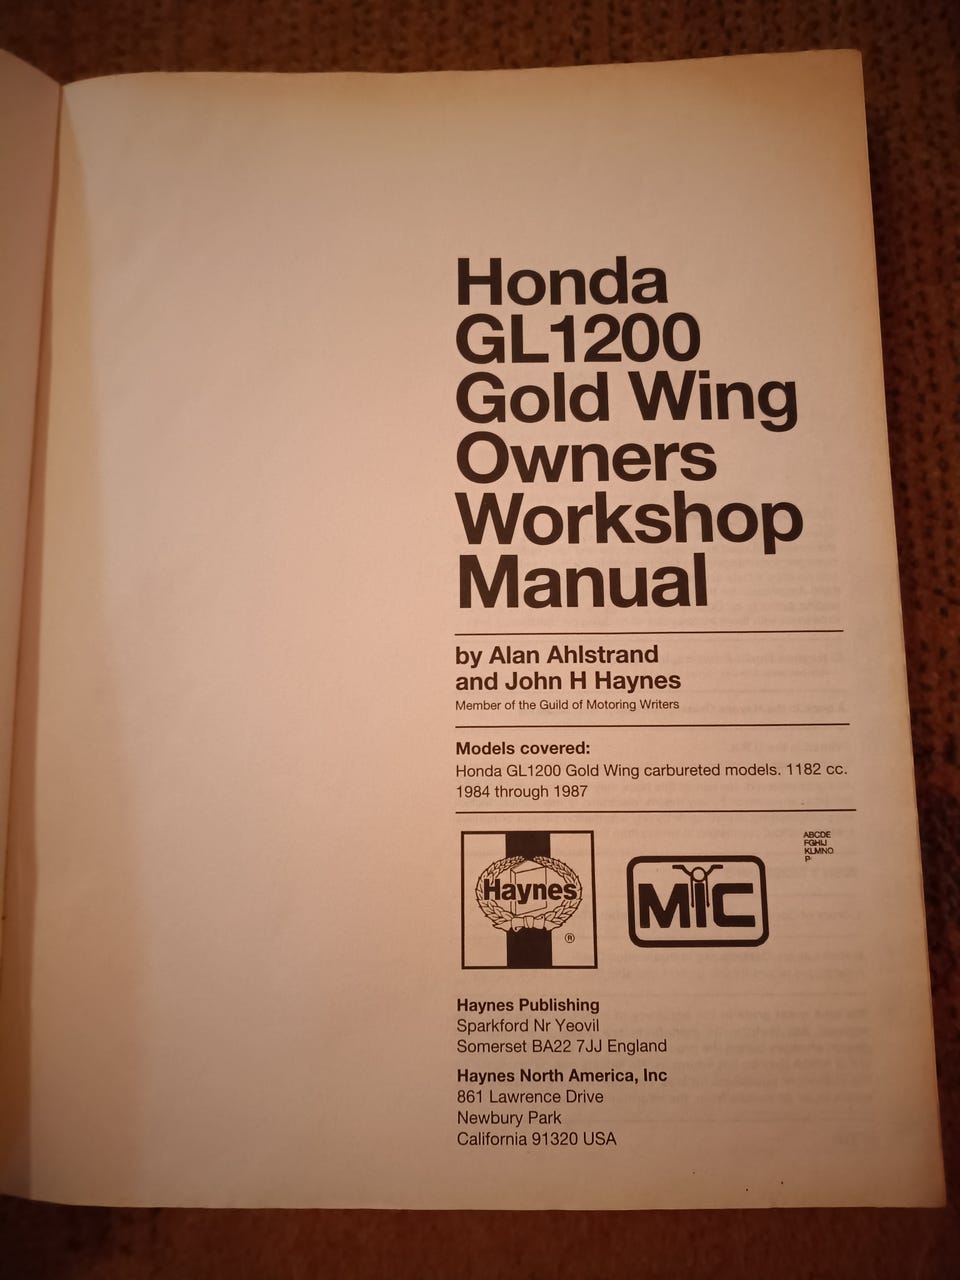 Honda
GL1200
Gold Wing
Owners
Workshop
Manual
by Alan Ahlstrand
and John H Haynes
Member of the Guild of Motoring Writers
Models covered:
Honda GL1200 Gold Wing carbureted models. 1182 cc.
1984 through 1987
ABCDE
FGHIJ
KLMNO
P
Haynes
®
MIC
Haynes Publishing
Sparkford Nr Yeovil
Somerset BA22 7JJ England
Haynes North America, Inc
861 Lawrence Drive
Newbury Park
California 91320 USA